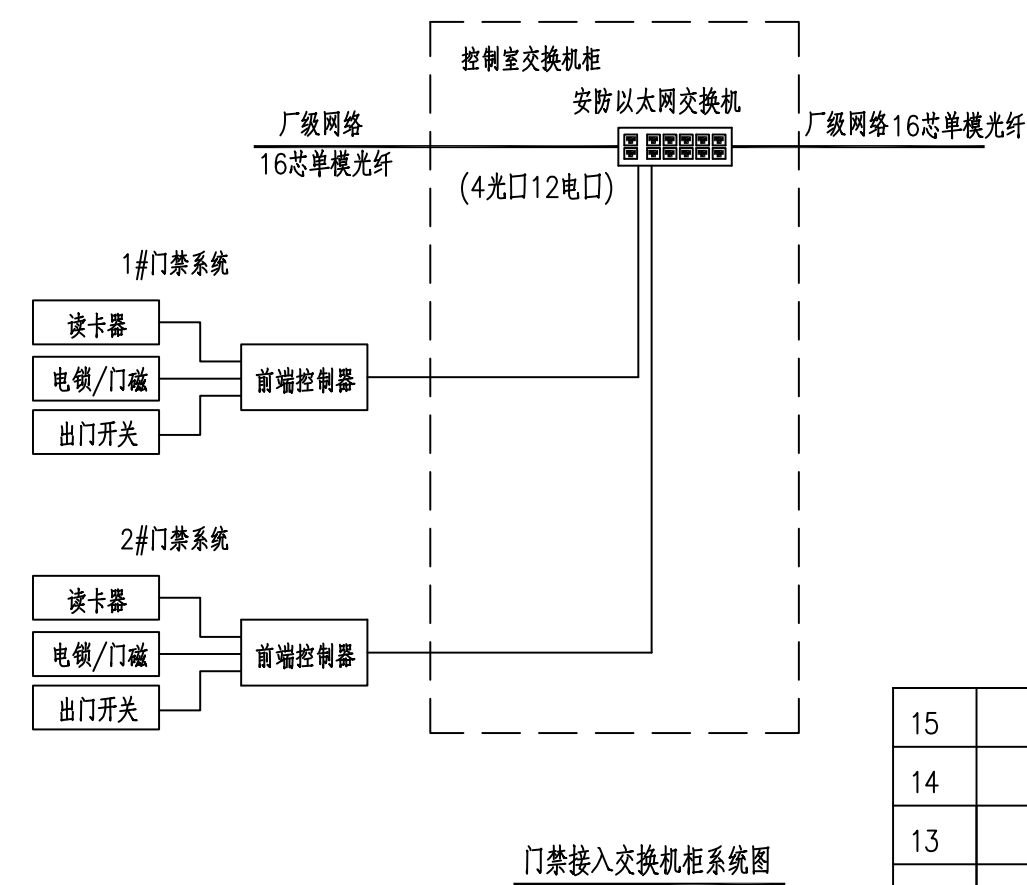 控制室交换机柜
安防以太网交换机
厂级网络
16芯单模光纤
厂级网络16芯单模光纤
(4光口12电口)
1#门禁系统
读卡器
电锁/门磁
出门开关
前端控制器
2#门禁系统
读卡器
电锁/门磁
出门开关
前端控制器
15
14
13
门禁接入交换机柜系统图